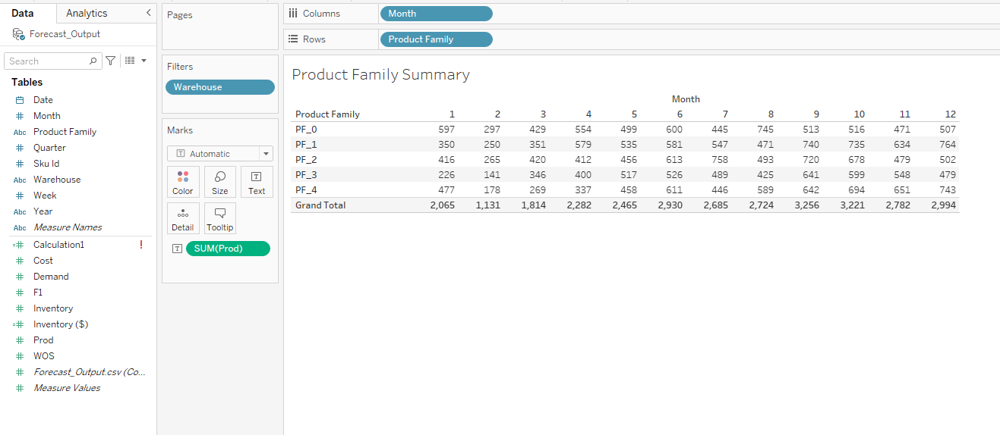 Data Analytics
Forecast_Output
Search
Tables
Date
Month
Abc Product Family
Quarter
Sku Id
Abc Warehouse
Week
Abc Year
Abc Measure Names
Calculation1 !
Cost
Demand
F1
Inventory
Inventory ($)
Prod
WOS
Forecast_Output.csv (Co...
Measure Values
Pages
Filters
Warehouse
Marks
T Automatic
Color Size Text
Detail Tooltip
SUM(Prod)
Columns Month
Rows Product Family
Product Family Summary
Month
Product Family 1 2 3 4 5 6 7 8 9 10 11 12
PF_0 597 297 429 554 499 600 445 745 513 516 471 507
PF_1 350 250 351 579 535 581 547 471 740 735 634 764
PF_2 416 265 420 412 456 613 758 493 720 678 479 502
PF_3 226 141 346 400 517 526 489 425 641 599 548 479
PF_4 477 178 269 337 458 611 446 589 642 694 651 743
Grand Total 2,065 1,131 1,814 2,282 2,465 2,930 2,685 2,724 3,256 3,221 2,782 2,994